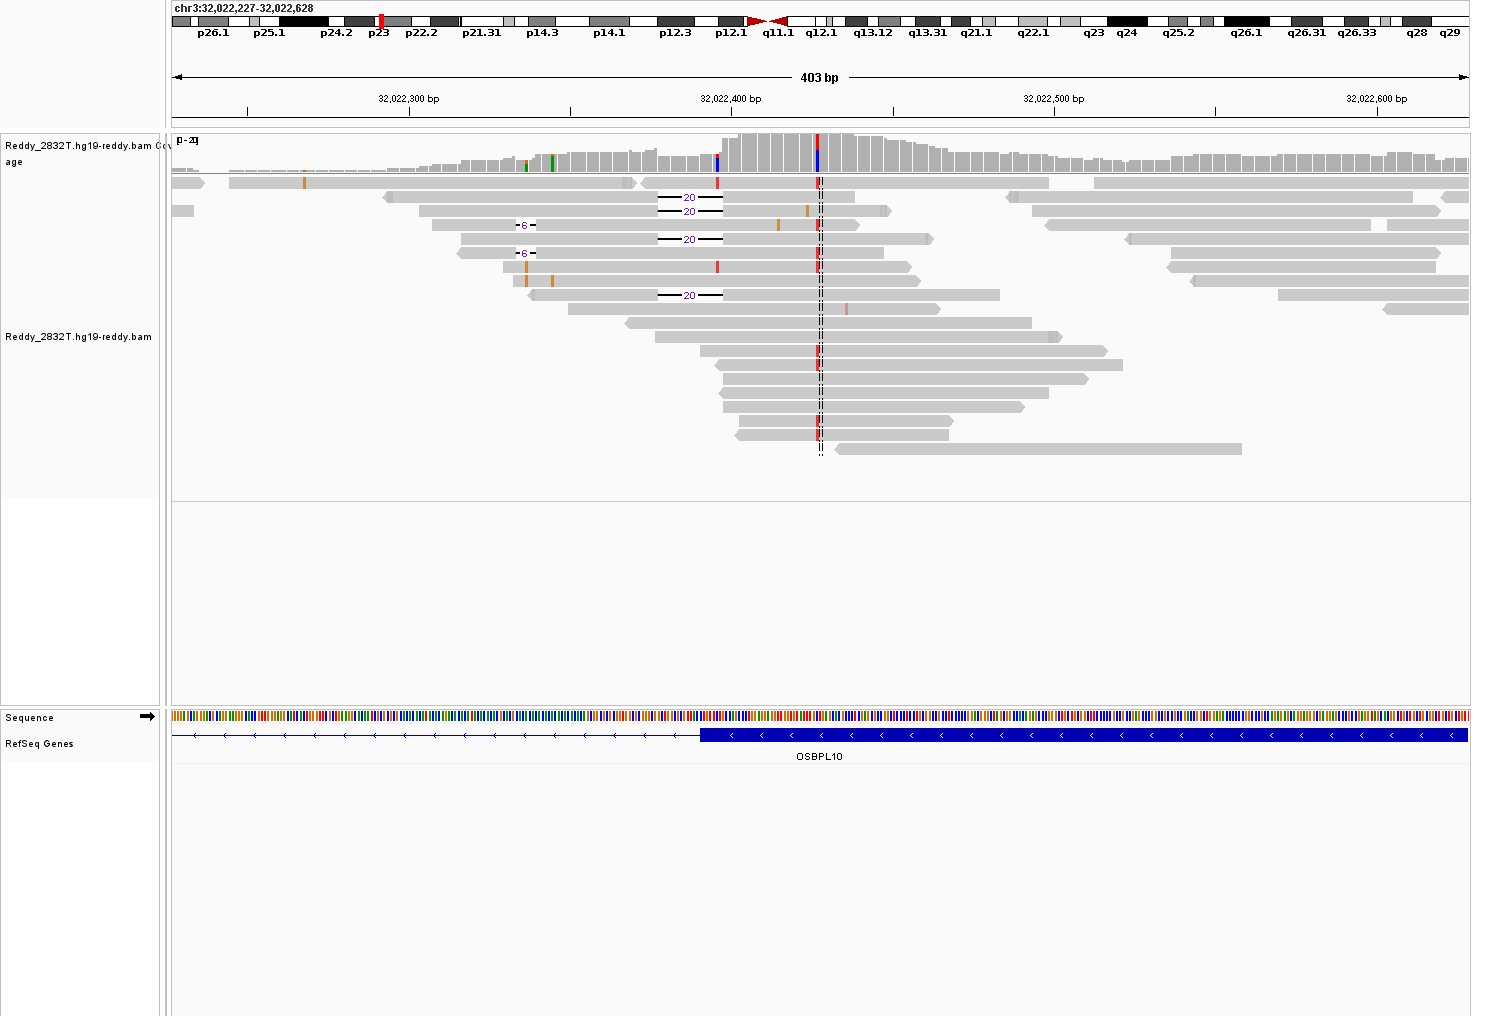 chr3:32,022,227-32,022,628
p26.1 p25.1 p24.2 p23 p22.2 p21.31 p14.3 p14.1 p12.3 p12.1 q11.1 q12.1 q13.12 q13.31 q21.1 q22.1 q23 q24 q25.2 q26.1 q26.31 q26.33 q28 q29
403 bp
32,022,300 bp 32,022,400 bp 32,022,500 bp 32,022,600 bp
Reddy_2832T.hg19-reddy.bam Cov
age
[0 - 20]
20
20
6
20
6
20
Reddy_2832T.hg19-reddy.bam
Sequence
RefSeq Genes
OSBPL10